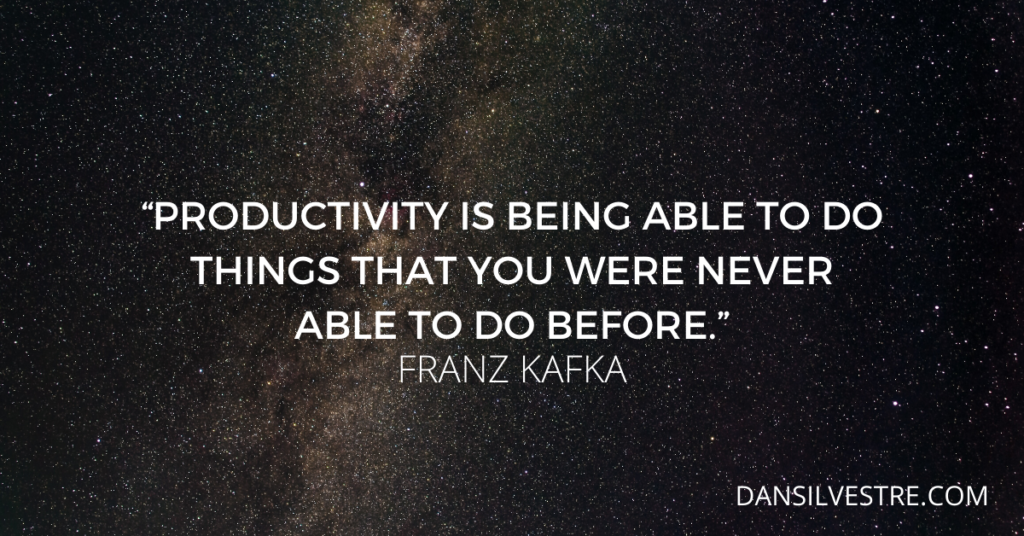 “PRODUCTIVITY IS BEING ABLE TO DO
THINGS THAT YOU WERE NEVER
ABLE TO DO BEFORE.”
FRANZ KAFKA
DANSILVESTRE.COM